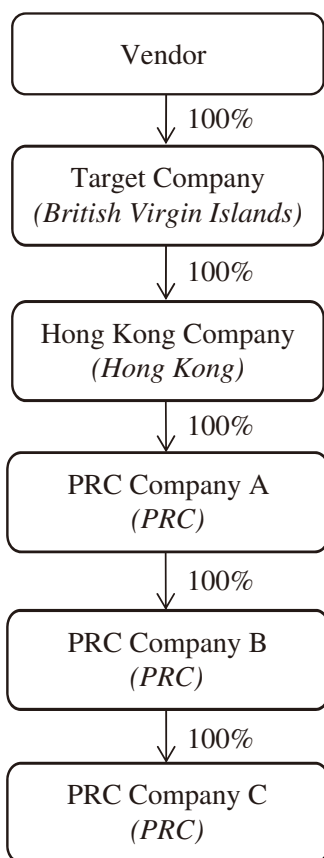 Vendor
100%
Target Company
(British Virgin Islands)
100%
Hong Kong Company
(Hong Kong)
100%
PRC Company A
(PRC)
100%
PRC Company B
(PRC)
100%
PRC Company C
(PRC)